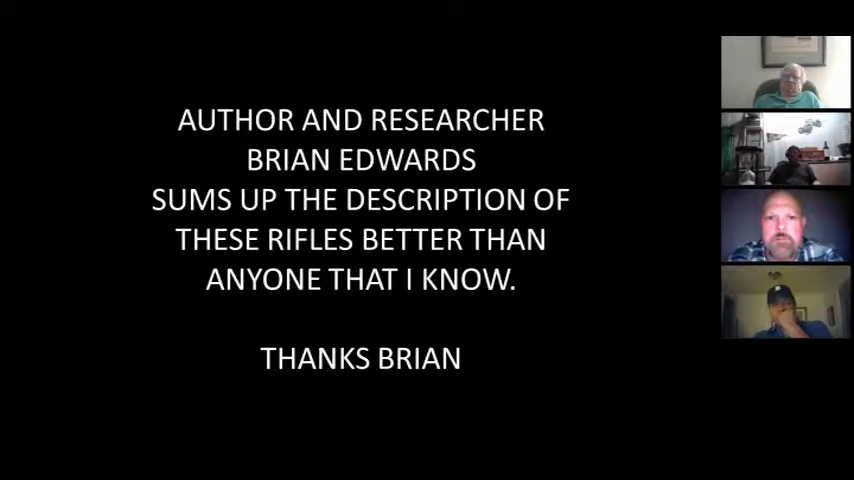 AUTHOR AND RESEARCHER
BRIAN EDWARDS
SUMS UP THE DESCRIPTION OF
THESE RIFLES BETTER THAN
ANYONE THAT I KNOW.
THANKS BRIAN